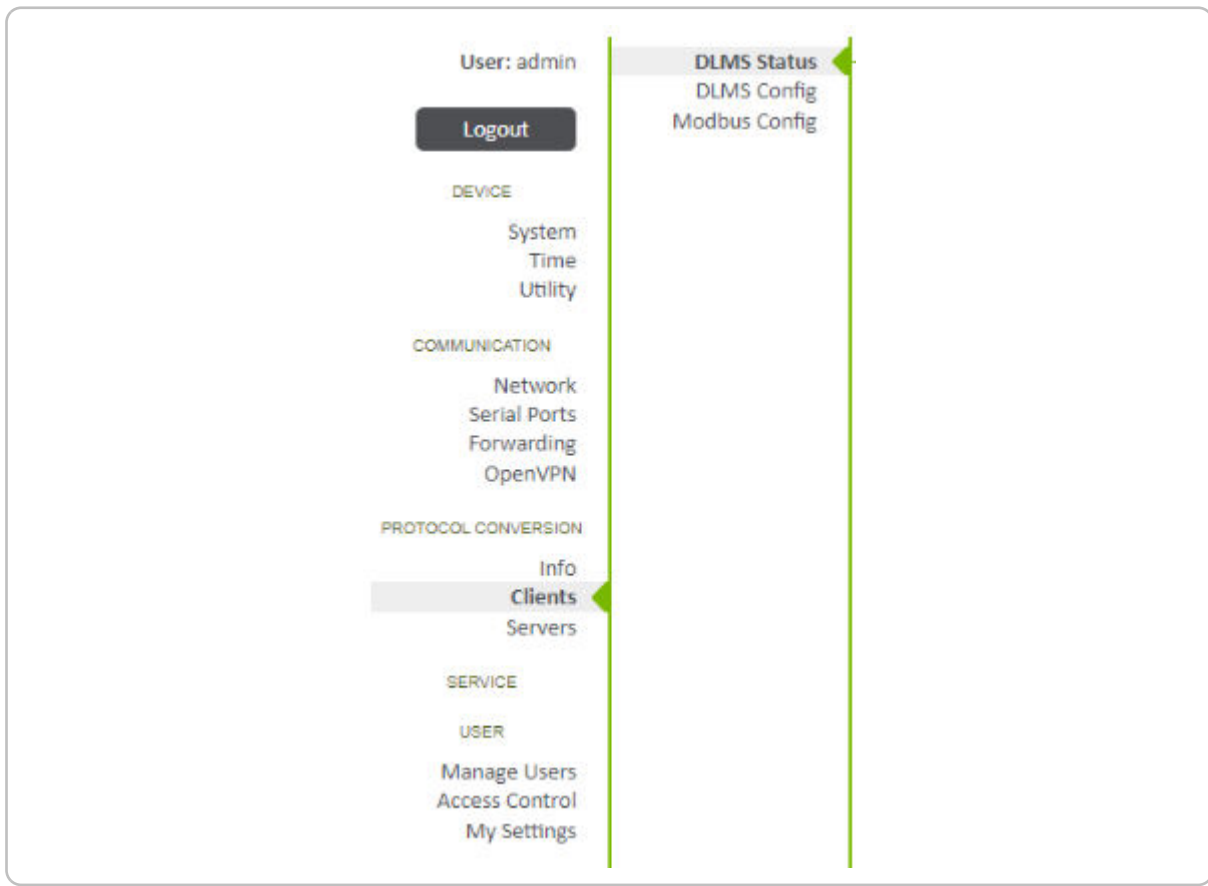 User: admin
Logout
DEVICE
System
Time
Utility
COMMUNICATION
Network
Serial Ports
Forwarding
OpenVPN
PROTOCOL CONVERSION
Info
Clients
Servers
SERVICE
USER
Manage Users
Access Control
My Settings
DLMS Status
DLMS Config
Modbus Config